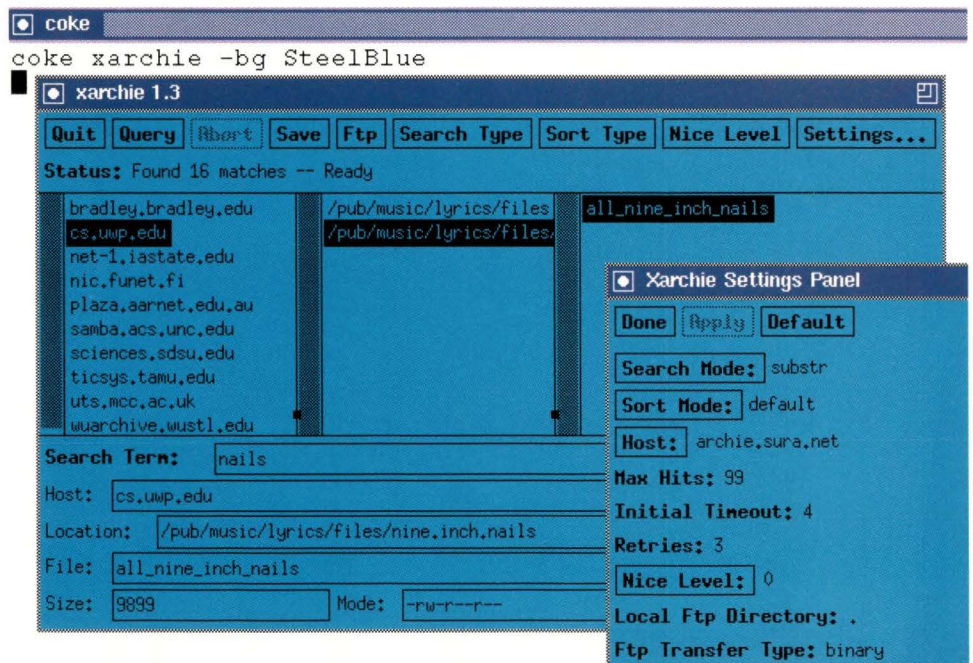 coke
coke xarchie -bg SteelBlue
xarchie 1.3
Quit Query Abort Save Ftp Search Type Sort Type Nice Level Settings...
Status: Found 16 matches -- Ready
bradley.bradley.edu
cs.uwp.edu
net-1.iastate.edu
nic.funet.fi
plaza.aarnet.edu.au
samba.acs.unc.edu
sciences.sdsu.edu
ticsys.tamu.edu
uts.mcc.ac.uk
wuarchive.wustl.edu
/pub/music/lyrics/files
/pub/music/lyrics/files/
all_nine_inch_nails
Search Term: nails
Host: cs.uwp.edu
Location: /pub/music/lyrics/files/nine.inch.nails
File: all_nine_inch_nails
Size: 9899 Mode: -rw-r--r--
Xarchie Settings Panel
Done Apply Default
Search Mode: substr
Sort Mode: default
Host: archie.sura.net
Max Hits: 99
Initial Timeout: 4
Retries: 3
Nice Level: 0
Local Ftp Directory: .
Ftp Transfer Type: binary